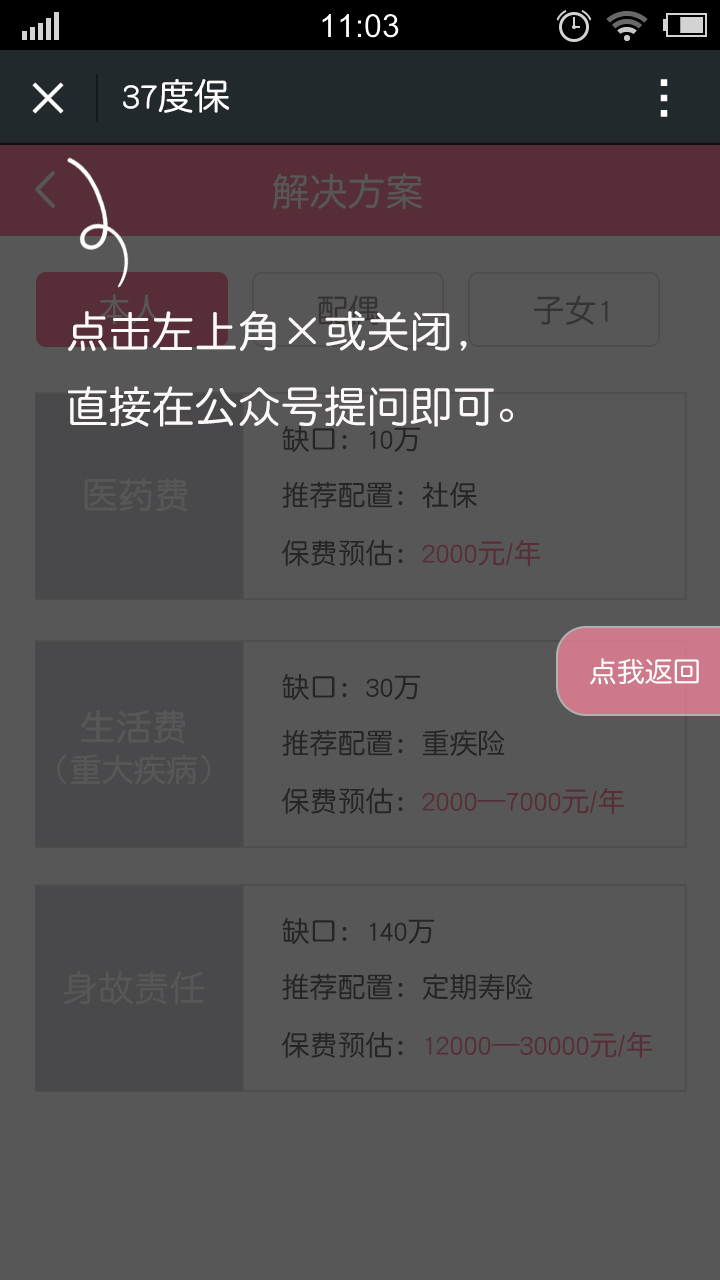 11:03
37度保
解决方案
本人
配偶
子女1
点击左上角×或关闭，
直接在公众号提问即可。
医药费
缺口：10万
推荐配置：社保
保费预估：2000元/年
点我返回
生活费
（重大疾病）
缺口：30万
推荐配置：重疾险
保费预估：2000—7000元/年
身故责任
缺口：140万
推荐配置：定期寿险
保费预估：12000—30000元/年